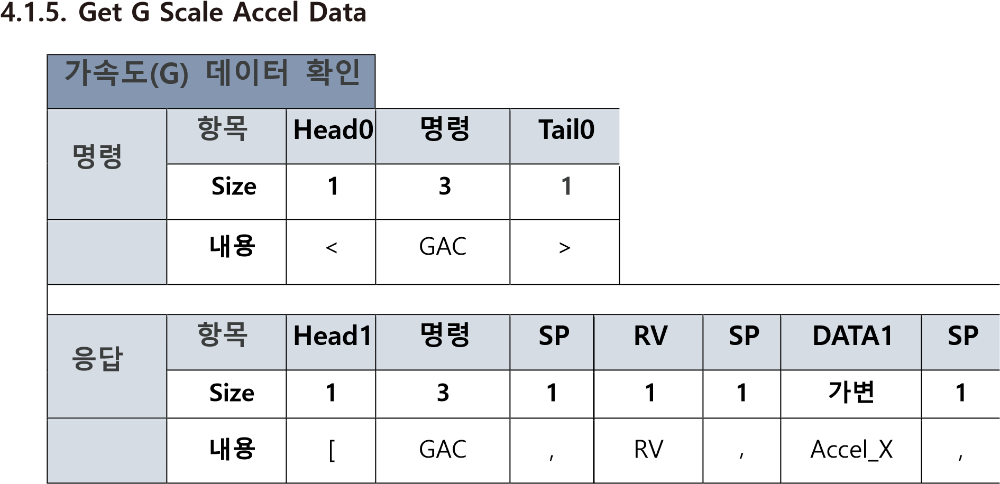 4.1.5. Get G Scale Accel Data
가속도(G) 데이터 확인
명령 항목 Head0 명령 Tail0
Size 1 3 1
내용 < GAC >
응답 항목 Head1 명령 SP RV SP DATA1 SP
Size 1 3 1 1 1 가변 1
내용 [ GAC , RV , Accel_X ,